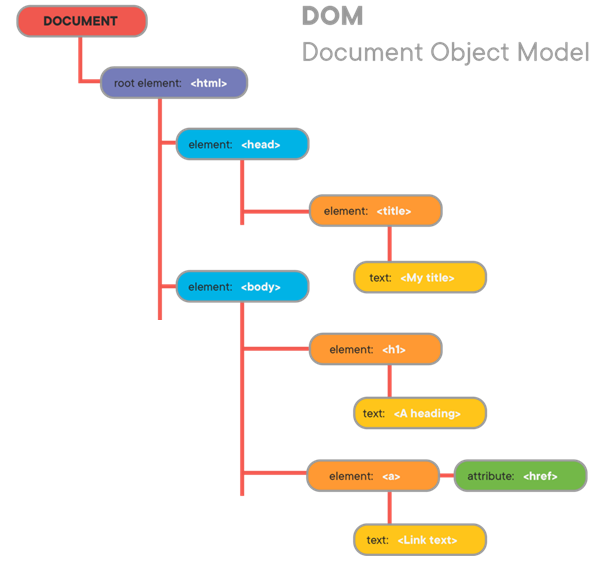 DOM
Document Object Model
DOCUMENT
root element: <html>
element: <head>
element: <title>
text: <My title>
element: <body>
element: <h1>
text: <A heading>
element: <a>
attribute: <href>
text: <Link text>